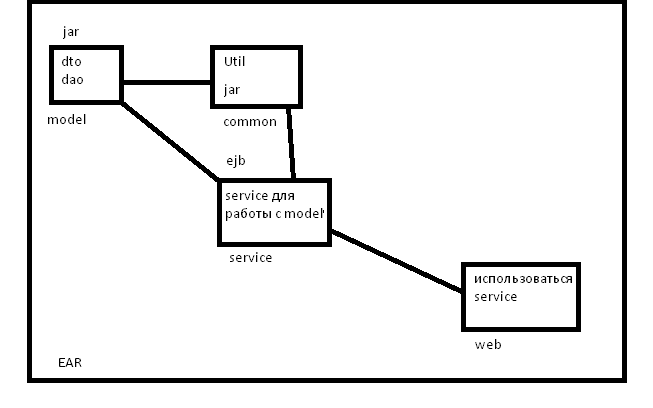 jar
dto
dao
model
Util
jar
common
ejb
service для
работы с model'
service
использоваться
service
web
EAR